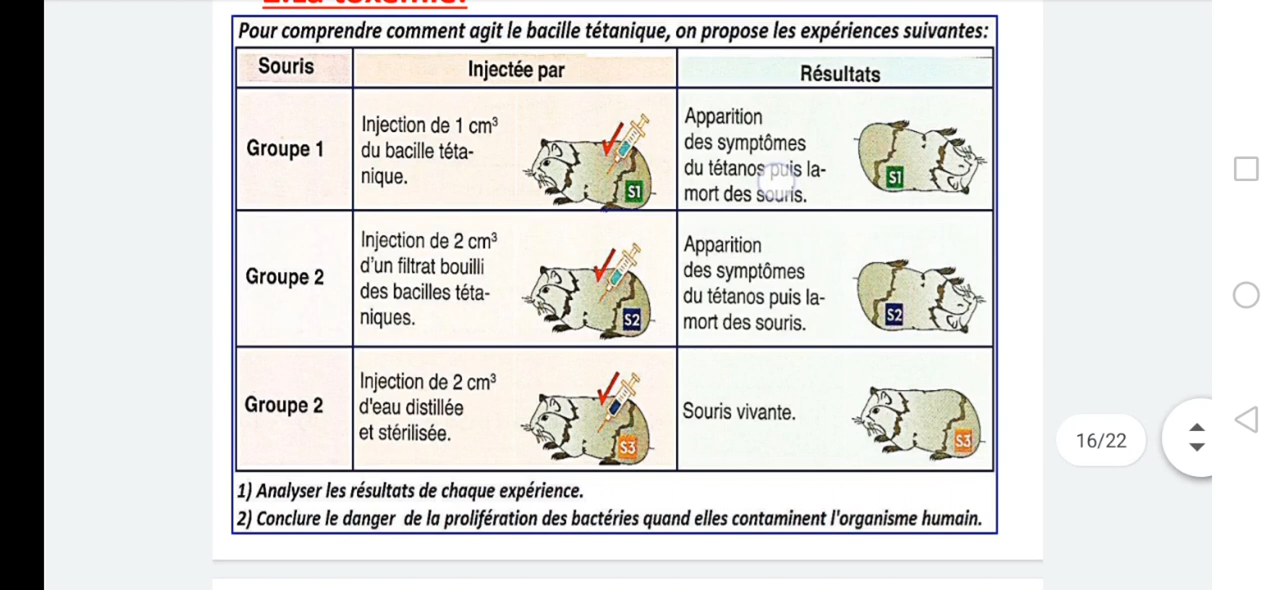 Pour comprendre comment agit le bacille tétanique, on propose les expériences suivantes:
Souris
Injectée par
Résultats
Groupe 1
Injection de 1 cm³
du bacille téta-
nique.
S1
Apparition
des symptômes
du tétanos puis la-
mort des souris.
S1
Groupe 2
Injection de 2 cm³
d'un filtrat bouilli
des bacilles téta-
niques.
S2
Apparition
des symptômes
du tétanos puis la-
mort des souris.
S2
Groupe 2
Injection de 2 cm³
d'eau distillée
et stérilisée.
S3
Souris vivante.
S3
16/22
1) Analyser les résultats de chaque expérience.
2) Conclure le danger de la prolifération des bactéries quand elles contaminent l'organisme humain.